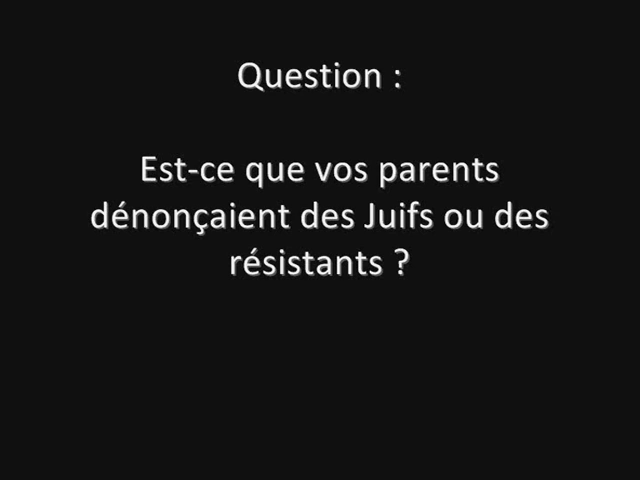 Question :
Est-ce que vos parents
dénonçaient des Juifs ou des
résistants ?